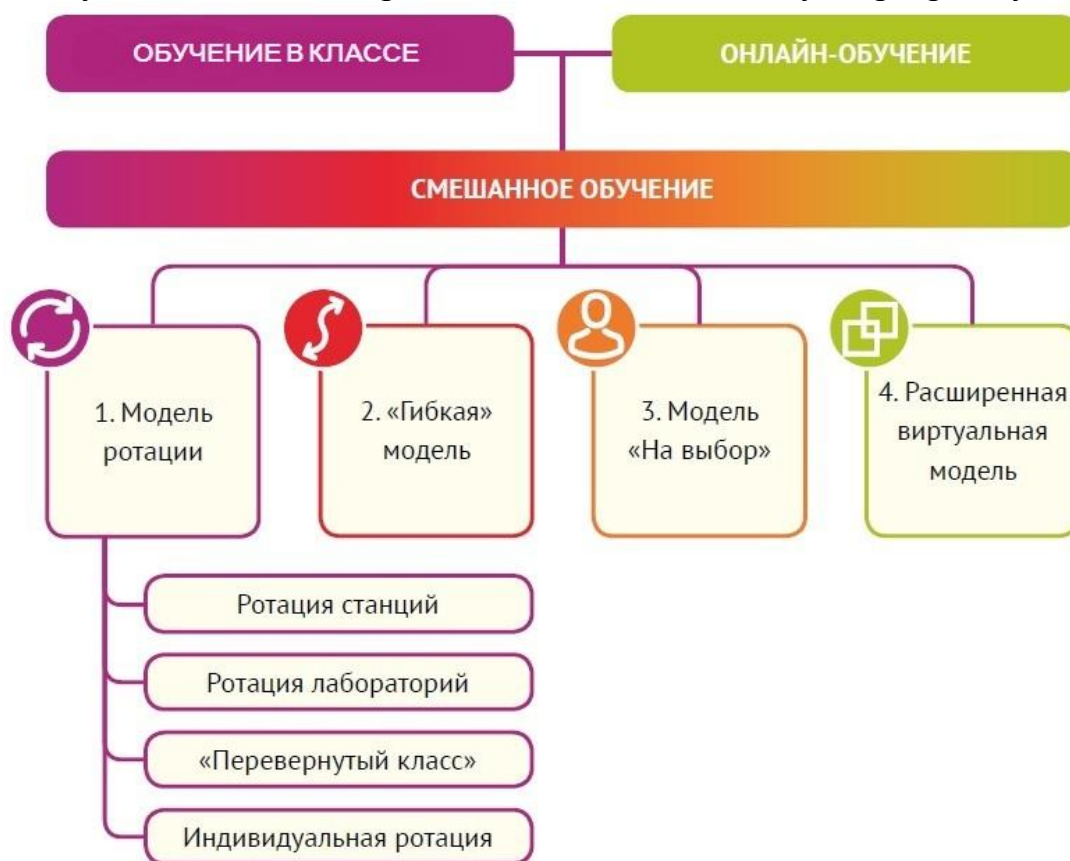 ОБУЧЕНИЕ В КЛАССЕ
ОНЛАЙН-ОБУЧЕНИЕ
СМЕШАННОЕ ОБУЧЕНИЕ
1. Модель
ротации
2. «Гибкая»
модель
3. Модель
«На выбор»
4. Расширенная
виртуальная
модель
Ротация станций
Ротация лабораторий
«Перевернутый класс»
Индивидуальная ротация